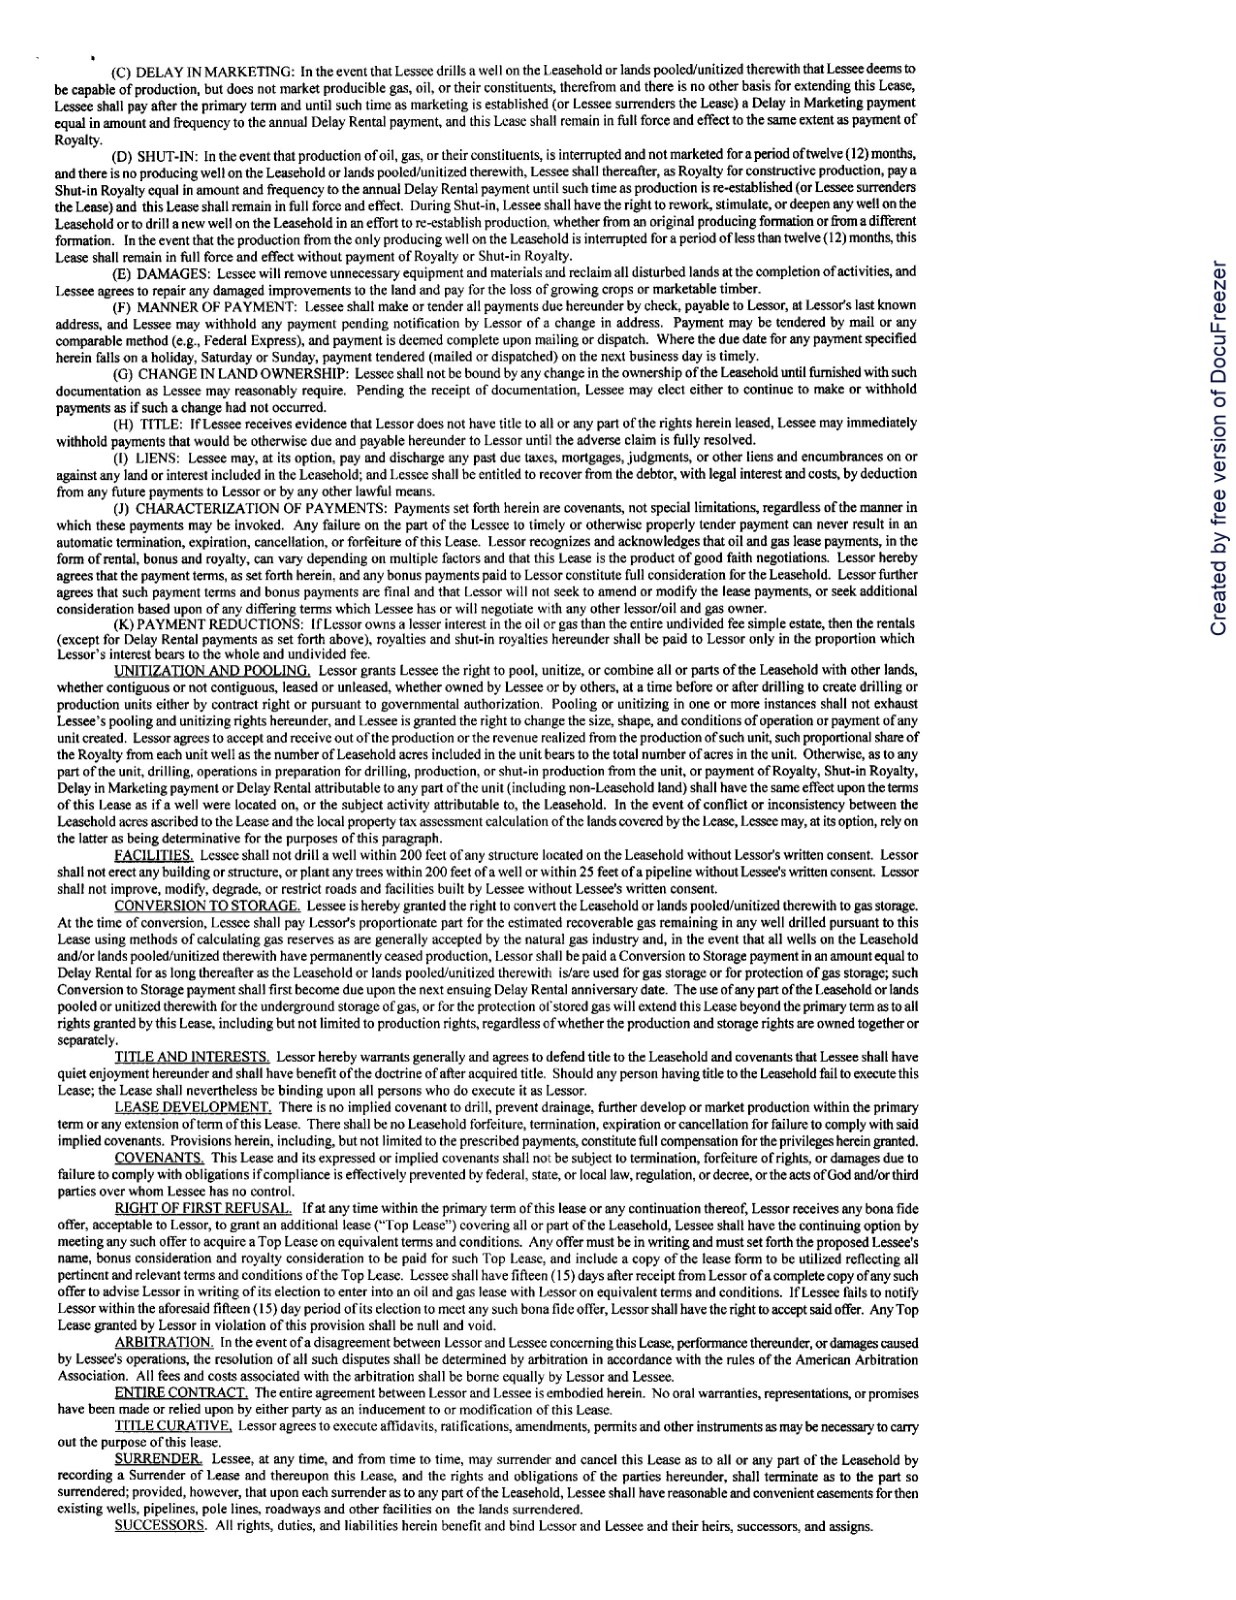 (C) DELAY IN MARKETING: In the event that Lessee drills a well on the Leasehold or lands pooled/unitized therewith that Lessee deems to
be capable of production, but does not market producible gas, oil, or their constituents, therefrom and there is no other basis for extending this Lease,
Lessee shall pay after the primary term and until such time as marketing is established (or Lessee surrenders the Lease) a Delay in Marketing payment
equal in amount and frequency to the annual Delay Rental payment, and this Lease shall remain in full force and effect to the same extent as payment of
Royalty.
(D) SHUT-IN: In the event that production of oil, gas, or their constituents, is interrupted and not marketed for a period of twelve (12) months,
and there is no producing well on the Leasehold or lands pooled/unitized therewith, Lessee shall thereafter, as Royalty for constructive production, pay a
Shut-in Royalty equal in amount and frequency to the annual Delay Rental payment until such time as production is re-established (or Lessee surrenders
the Lease) and this Lease shall remain in full force and effect. During Shut-in, Lessee shall have the right to rework, stimulate, or deepen any well on the
Leasehold or to drill a new well on the Leasehold in an effort to re-establish production, whether from an original producing formation or from a different
formation. In the event that the production from the only producing well on the Leasehold is interrupted for a period of less than twelve (12) months, this
Lease shall remain in full force and effect without payment of Royalty or Shut-in Royalty.
(E) DAMAGES: Lessee will remove unnecessary equipment and materials and reclaim all disturbed lands at the completion of activities, and
Lessee agrees to repair any damaged improvements to the land and pay for the loss of growing crops or marketable timber.
(F) MANNER OF PAYMENT: Lessee shall make or tender all payments due hereunder by check, payable to Lessor, at Lessor's last known
address, and Lessee may withhold any payment pending notification by Lessor of a change in address. Payment may be tendered by mail or any
comparable method (e.g., Federal Express), and payment is deemed complete upon mailing or dispatch. Where the due date for any payment specified
herein falls on a holiday, Saturday or Sunday, payment tendered (mailed or dispatched) on the next business day is timely.
(G) CHANGE IN LAND OWNERSHIP: Lessee shall not be bound by any change in the ownership of the Leasehold until furnished with such
documentation as Lessee may reasonably require. Pending the receipt of documentation, Lessee may elect either to continue to make or withhold
payments as if such a change had not occurred.
(H) TITLE: If Lessee receives evidence that Lessor does not have title to all or any part of the rights herein leased, Lessee may immediately
withhold payments that would be otherwise due and payable hereunder to Lessor until the adverse claim is fully resolved.
(I) LIENS: Lessee may, at its option, pay and discharge any past due taxes, mortgages, judgments, or other liens and encumbrances on or
against any land or interest included in the Leasehold; and Lessee shall be entitled to recover from the debtor, with legal interest and costs, by deduction
from any future payments to Lessor or by any other lawful means.
(J) CHARACTERIZATION OF PAYMENTS: Payments set forth herein are covenants, not special limitations, regardless of the manner in
which these payments may be invoked. Any failure on the part of the Lessee to timely or otherwise properly tender payment can never result in an
automatic termination, expiration, cancellation, or forfeiture of this Lease. Lessor recognizes and acknowledges that oil and gas lease payments, in the
form of rental, bonus and royalty, can vary depending on multiple factors and that this Lease is the product of good faith negotiations. Lessor hereby
agrees that the payment terms, as set forth herein, and any bonus payments paid to Lessor constitute full consideration for the Leasehold. Lessor further
agrees that such payment terms and bonus payments are final and that Lessor will not seek to amend or modify the lease payments, or seek additional
consideration based upon of any differing terms which Lessee has or will negotiate with any other lessor/oil and gas owner.
(K) PAYMENT REDUCTIONS: If Lessor owns a lesser interest in the oil or gas than the entire undivided fee simple estate, then the rentals
(except for Delay Rental payments as set forth above), royalties and shut-in royalties hereunder shall be paid to Lessor only in the proportion which
Lessor's interest bears to the whole and undivided fee.
UNITIZATION AND POOLING. Lessor grants Lessee the right to pool, unitize, or combine all or parts of the Leasehold with other lands,
whether contiguous or not contiguous, leased or unleased, whether owned by Lessee or by others, at a time before or after drilling to create drilling or
production units either by contract right or pursuant to governmental authorization. Pooling or unitizing in one or more instances shall not exhaust
Lessee's pooling and unitizing rights hereunder, and Lessee is granted the right to change the size, shape, and conditions of operation or payment of any
unit created. Lessor agrees to accept and receive out of the production or the revenue realized from the production of such unit, such proportional share of
the Royalty from each unit well as the number of Leasehold acres included in the unit bears to the total number of acres in the unit. Otherwise, as to any
part of the unit, drilling, operations in preparation for drilling, production, or shut-in production from the unit, or payment of Royalty, Shut-in Royalty,
Delay in Marketing payment or Delay Rental attributable to any part of the unit (including non-Leasehold land) shall have the same effect upon the terms
of this Lease as if a well were located on, or the subject activity attributable to, the Leasehold. In the event of conflict or inconsistency between the
Leasehold acres ascribed to the Lease and the local property tax assessment calculation of the lands covered by the Lease, Lessee may, at its option, rely on
the latter as being determinative for the purposes of this paragraph.
FACILITIES. Lessee shall not drill a well within 200 feet of any structure located on the Leasehold without Lessor's written consent. Lessor
shall not erect any building or structure, or plant any trees within 200 feet of a well or within 25 feet of a pipeline without Lessee's written consent. Lessor
shall not improve, modify, degrade, or restrict roads and facilities built by Lessee without Lessee's written consent.
CONVERSION TO STORAGE. Lessee is hereby granted the right to convert the Leasehold or lands pooled/unitized therewith to gas storage.
At the time of conversion, Lessee shall pay Lessor's proportionate part for the estimated recoverable gas remaining in any well drilled pursuant to this
Lease using methods of calculating gas reserves as are generally accepted by the natural gas industry and, in the event that all wells on the Leasehold
and/or lands pooled/unitized therewith have permanently ceased production, Lessor shall be paid a Conversion to Storage payment in an amount equal to
Delay Rental for as long thereafter as the Leasehold or lands pooled/unitized therewith is/are used for gas storage or for protection of gas storage; such
Conversion to Storage payment shall first become due upon the next ensuing Delay Rental anniversary date. The use of any part of the Leasehold or lands
pooled or unitized therewith for the underground storage of gas, or for the protection of stored gas will extend this Lease beyond the primary term as to all
rights granted by this Lease, including but not limited to production rights, regardless of whether the production and storage rights are owned together or
separately.
TITLE AND INTERESTS. Lessor hereby warrants generally and agrees to defend title to the Leasehold and covenants that Lessee shall have
quiet enjoyment hereunder and shall have benefit of the doctrine of after acquired title. Should any person having title to the Leasehold fail to execute this
Lease; the Lease shall nevertheless be binding upon all persons who do execute it as Lessor.
LEASE DEVELOPMENT. There is no implied covenant to drill, prevent drainage, further develop or market production within the primary
term or any extension of term of this Lease. There shall be no Leasehold forfeiture, termination, expiration or cancellation for failure to comply with said
implied covenants. Provisions herein, including, but not limited to the prescribed payments, constitute full compensation for the privileges herein granted.
COVENANTS. This Lease and its expressed or implied covenants shall not be subject to termination, forfeiture of rights, or damages due to
failure to comply with obligations if compliance is effectively prevented by federal, state, or local law, regulation, or decree, or the acts of God and/or third
parties over whom Lessee has no control.
RIGHT OF FIRST REFUSAL. If at any time within the primary term of this lease or any continuation thereof, Lessor receives any bona fide
offer, acceptable to Lessor, to grant an additional lease ("Top Lease") covering all or part of the Leasehold, Lessee shall have the continuing option by
meeting any such offer to acquire a Top Lease on equivalent terms and conditions. Any offer must be in writing and must set forth the proposed Lessee's
name, bonus consideration and royalty consideration to be paid for such Top Lease, and include a copy of the lease form to be utilized reflecting all
pertinent and relevant terms and conditions of the Top Lease. Lessee shall have fifteen (15) days after receipt from Lessor of a complete copy of any such
offer to advise Lessor in writing of its election to enter into an oil and gas lease with Lessor on equivalent terms and conditions. If Lessee fails to notify
Lessor within the aforesaid fifteen (15) day period of its election to meet any such bona fide offer, Lessor shall have the right to accept said offer. Any Top
Lease granted by Lessor in violation of this provision shall be null and void.
ARBITRATION. In the event of a disagreement between Lessor and Lessee concerning this Lease, performance thereunder, or damages caused
by Lessee's operations, the resolution of all such disputes shall be determined by arbitration in accordance with the rules of the American Arbitration
Association. All fees and costs associated with the arbitration shall be borne equally by Lessor and Lessee.
ENTIRE CONTRACT. The entire agreement between Lessor and Lessee is embodied herein. No oral warranties, representations, or promises
have been made or relied upon by either party as an inducement to or modification of this Lease.
TITLE CURATIVE. Lessor agrees to execute affidavits, ratifications, amendments, permits and other instruments as may be necessary to carry
out the purpose of this lease.
SURRENDER. Lessee, at any time, and from time to time, may surrender and cancel this Lease as to all or any part of the Leasehold by
recording a Surrender of Lease and thereupon this Lease, and the rights and obligations of the parties hereunder, shall terminate as to the part so
surrendered; provided, however, that upon each surrender as to any part of the Leasehold, Lessee shall have reasonable and convenient easements for then
existing wells, pipelines, pole lines, roadways and other facilities on the lands surrendered.
SUCCESSORS. All rights, duties, and liabilities herein benefit and bind Lessor and Lessee and their heirs, successors, and assigns.
Created by free version of DocuFreezer